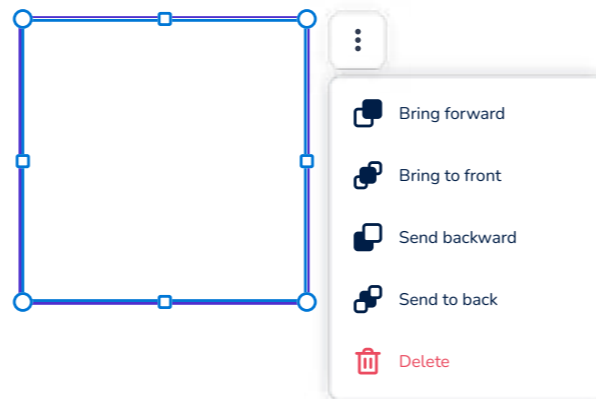 Bring forward
Bring to front
Send backward
Send to back
Delete